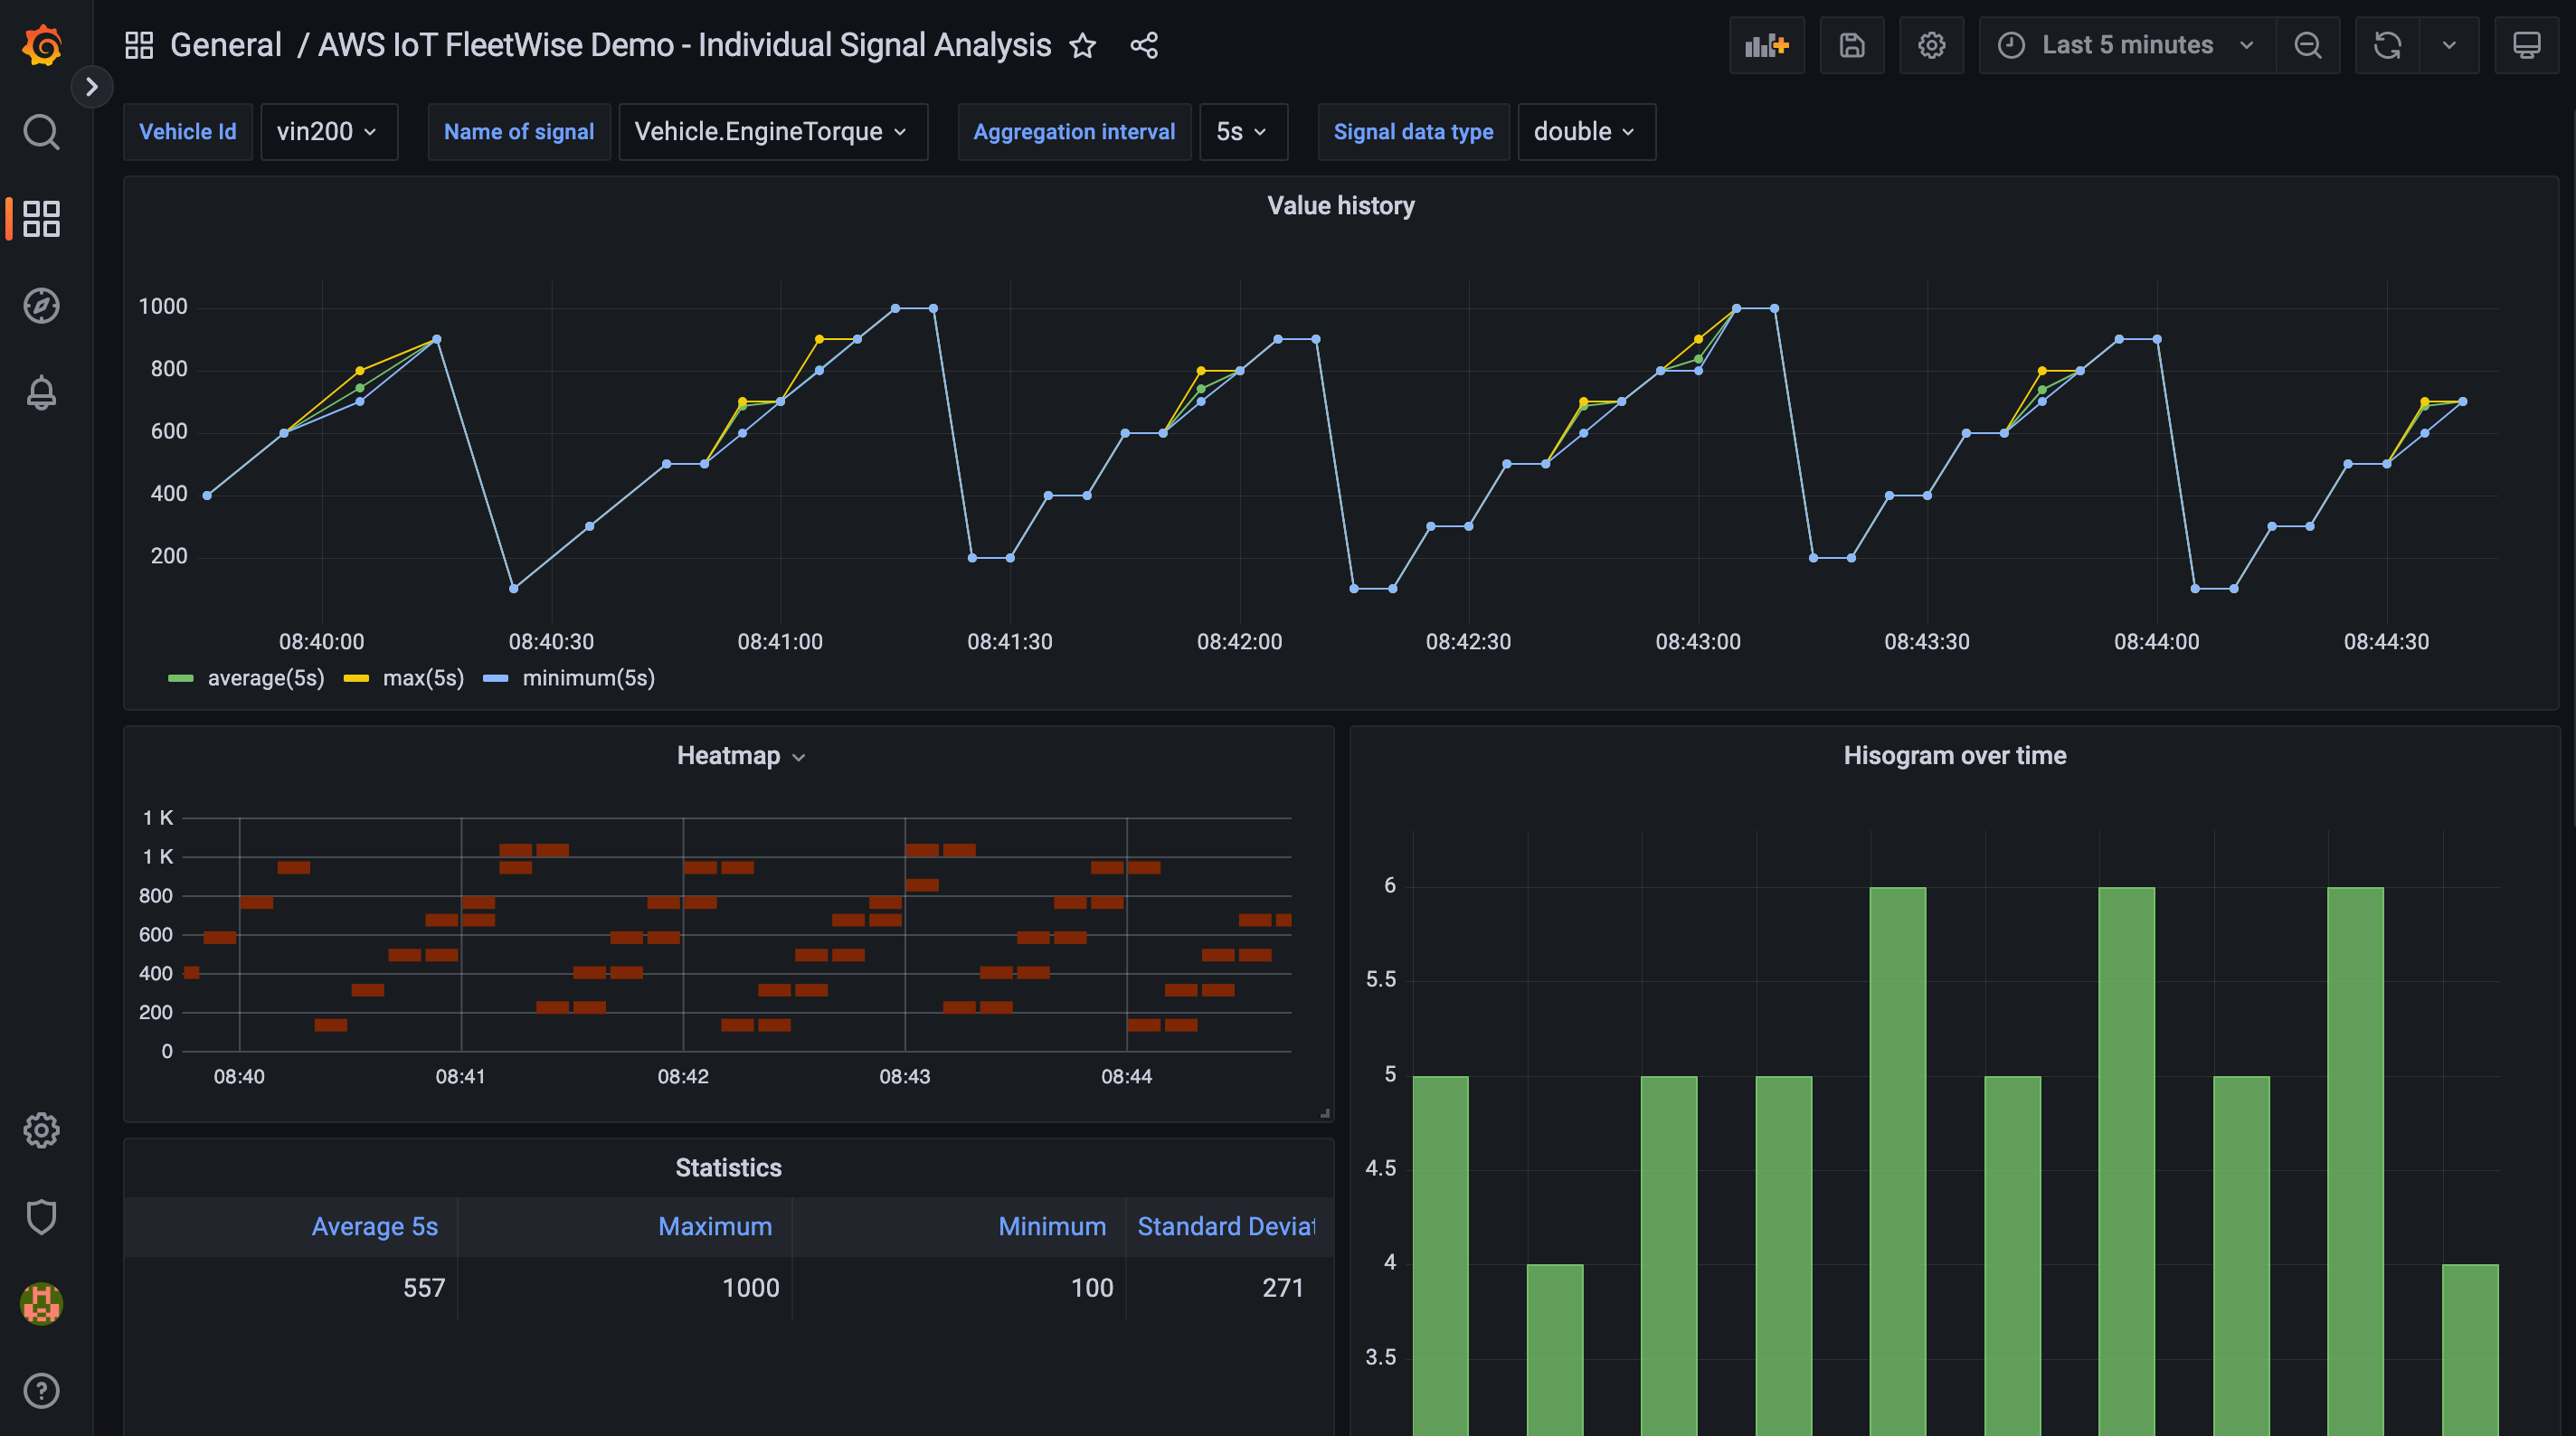 General / AWS IoT FleetWise Demo - Individual Signal Analysis
Last 5 minutes
Vehicle Id vin200 Name of signal Vehicle.EngineTorque Aggregation interval 5s Signal data type double
Value history
1000
800
600
400
200
08:40:00 08:40:30 08:41:00 08:41:30 08:42:00 08:42:30 08:43:00 08:43:30 08:44:00 08:44:30
average(5s) max(5s) minimum(5s)
Heatmap
1 K
1 K
800
600
400
200
0
08:40 08:41 08:42 08:43 08:44
Hisogram over time
6
5.5
5
4.5
4
3.5
Statistics
Average 5s Maximum Minimum Standard Deviat
557 1000 100 271